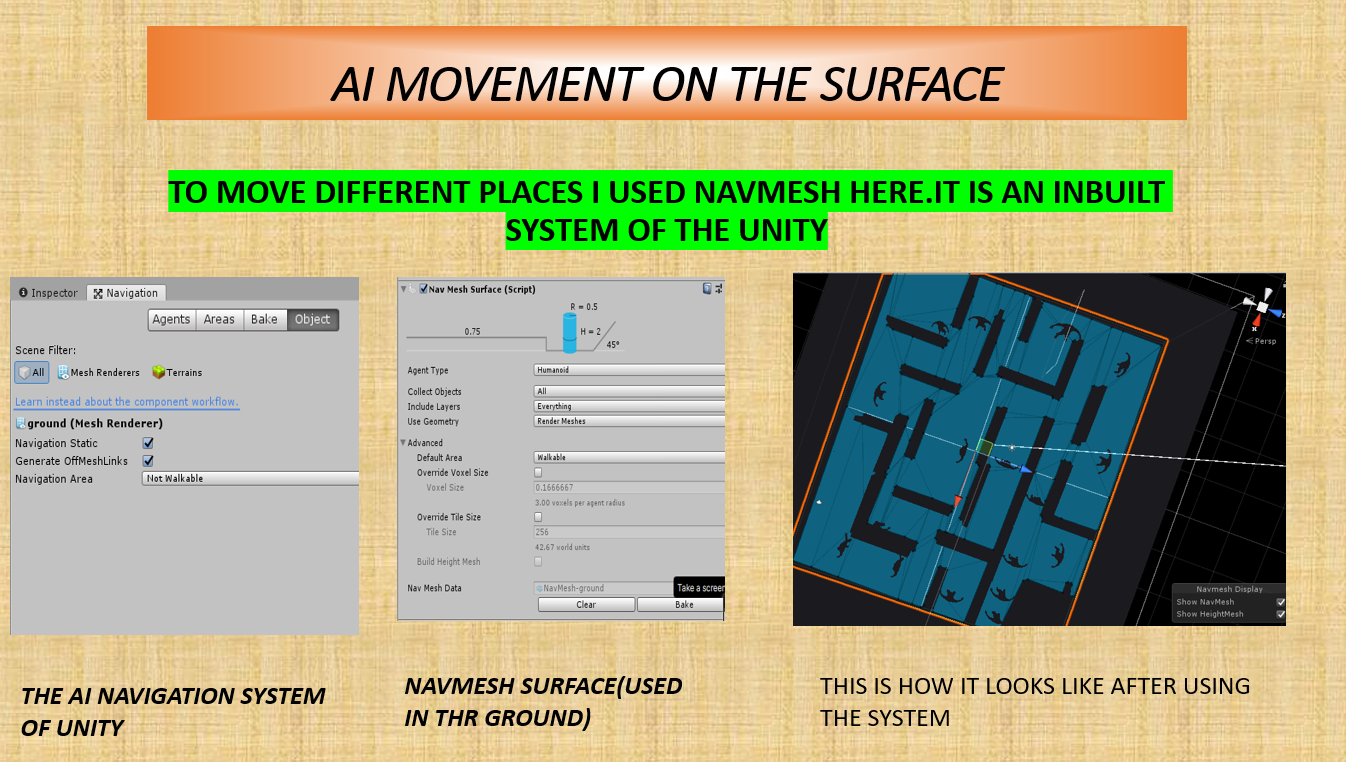 AI MOVEMENT ON THE SURFACE
TO MOVE DIFFERENT PLACES I USED NAVMESH HERE.IT IS AN INBUILT
SYSTEM OF THE UNITY
Inspector Navigation
Agents Areas Bake Object
Scene Filter:
All Mesh Renderers Terrains
Learn instead about the component workflow.
ground (Mesh Renderer)
Navigation Static
Generate OffMeshLinks
Navigation Area Not Walkable
Nav Mesh Surface (Script)
R = 0.5
0.75 H = 2
45°
Agent Type Humanoid
Collect Objects All
Include Layers Everything
Use Geometry Render Meshes
Advanced
Default Area Walkable
Override Voxel Size
Voxel Size 0.1666667
3.00 voxels per agent radius
Override Tile Size
Tile Size 256
42.67 world units
Build Height Mesh
Nav Mesh Data NavMesh-ground Take a screen
Clear Bake
x z
Persp
Navmesh Display
Show NavMesh
Show HeightMesh
THE AI NAVIGATION SYSTEM
OF UNITY
NAVMESH SURFACE(USED
IN THR GROUND)
THIS IS HOW IT LOOKS LIKE AFTER USING
THE SYSTEM